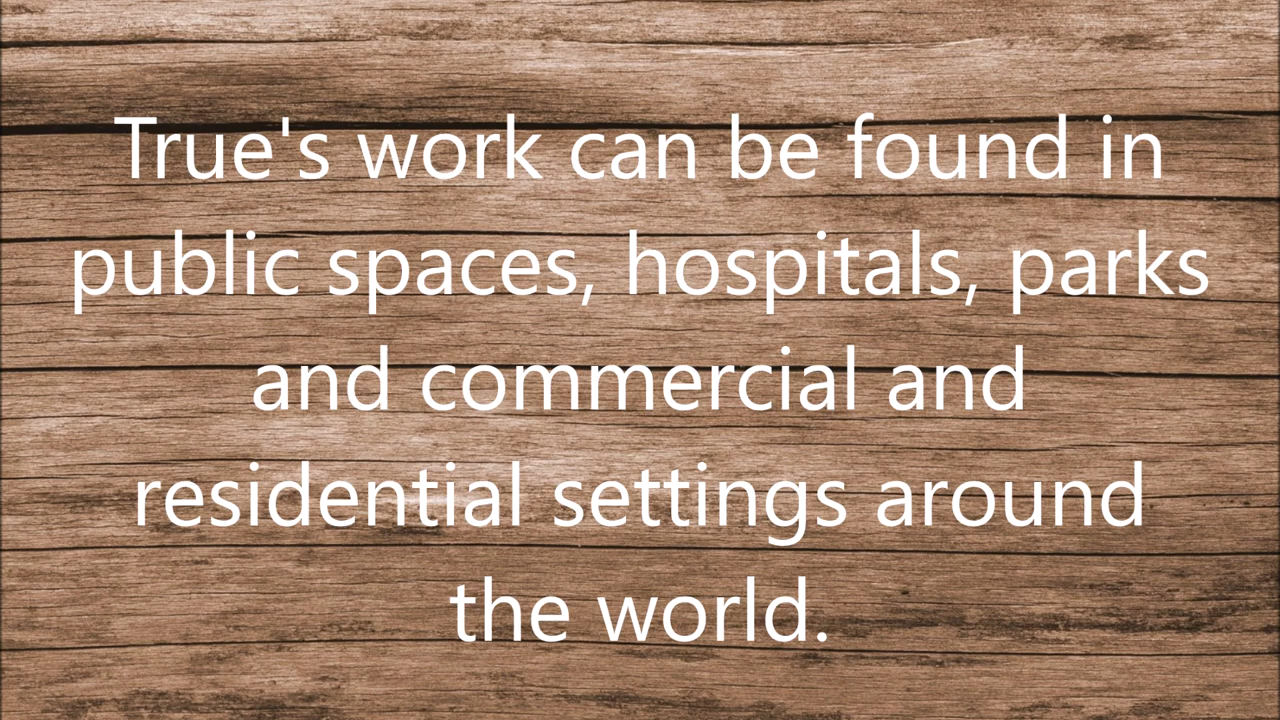 True's work can be found in
public spaces, hospitals, parks
and commercial and
residential settings around
the world.